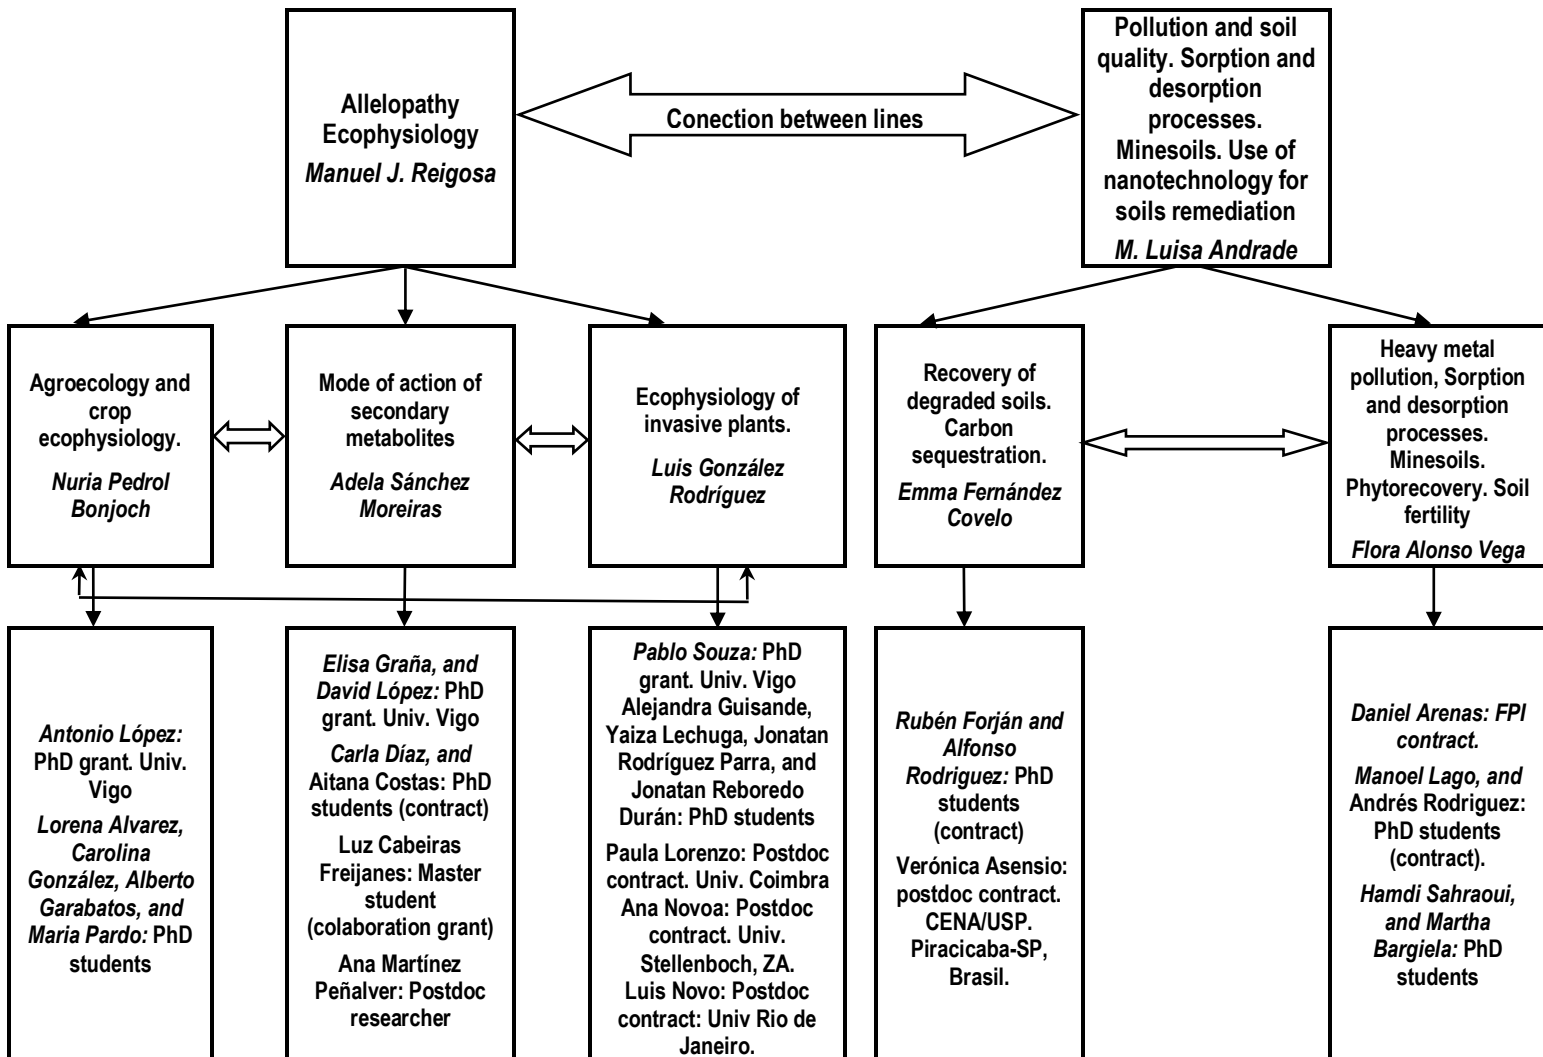 Allelopathy
Ecophysiology
Manuel J. Reigosa
Conection between lines
Pollution and soil
quality. Sorption and
desorption
processes.
Minesoils. Use of
nanotechnology for
soils remediation
M. Luisa Andrade
Agroecology and
crop
ecophysiology.
Nuria Pedrol
Bonjoch
Mode of action of
secondary
metabolites
Adela Sánchez
Moreiras
Ecophysiology of
invasive plants.
Luis González
Rodríguez
Recovery of
degraded soils.
Carbon
sequestration.
Emma Fernández
Covelo
Heavy metal
pollution, Sorption
and desorption
processes.
Minesoils.
Phytorecovery. Soil
fertility
Flora Alonso Vega
Antonio López:
PhD grant. Univ.
Vigo
Lorena Alvarez,
Carolina
González, Alberto
Garabatos, and
Maria Pardo: PhD
students
Elisa Graña, and
David López: PhD
grant. Univ. Vigo
Carla Díaz, and
Aitana Costas: PhD
students (contract)
Luz Cabeiras
Freijanes: Master
student
(colaboration grant)
Ana Martínez
Peñalver: Postdoc
researcher
Pablo Souza: PhD
grant. Univ. Vigo
Alejandra Guisande,
Yaiza Lechuga, Jonatan
Rodríguez Parra, and
Jonatan Reboredo
Durán: PhD students
Paula Lorenzo: Postdoc
contract. Univ. Coimbra
Ana Novoa: Postdoc
contract. Univ.
Stellenboch, ZA.
Luis Novo: Postdoc
contract: Univ Rio de
Janeiro.
Rubén Forján and
Alfonso
Rodriguez: PhD
students
(contract)
Verónica Asensio:
postdoc contract.
CENA/USP.
Piracicaba-SP,
Brasil.
Daniel Arenas: FPI
contract.
Manoel Lago, and
Andrés Rodriguez:
PhD students
(contract).
Hamdi Sahraoui,
and Martha
Bargiela: PhD
students